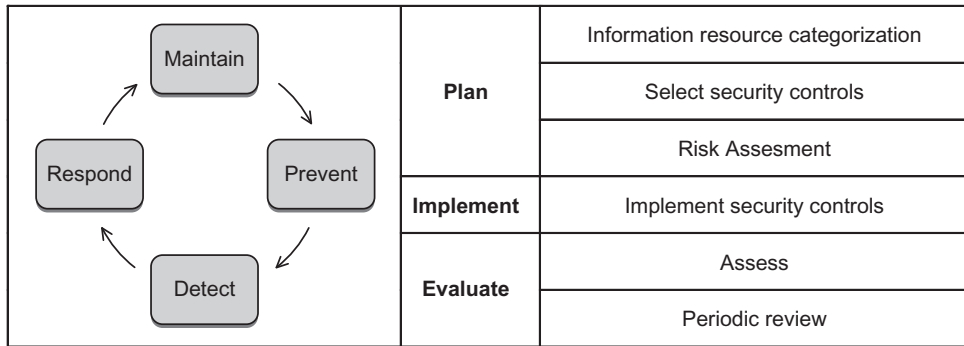 Maintain
Respond
Prevent
Detect
Plan
Information resource categorization
Select security controls
Risk Assesment
Implement
Implement security controls
Evaluate
Assess
Periodic review